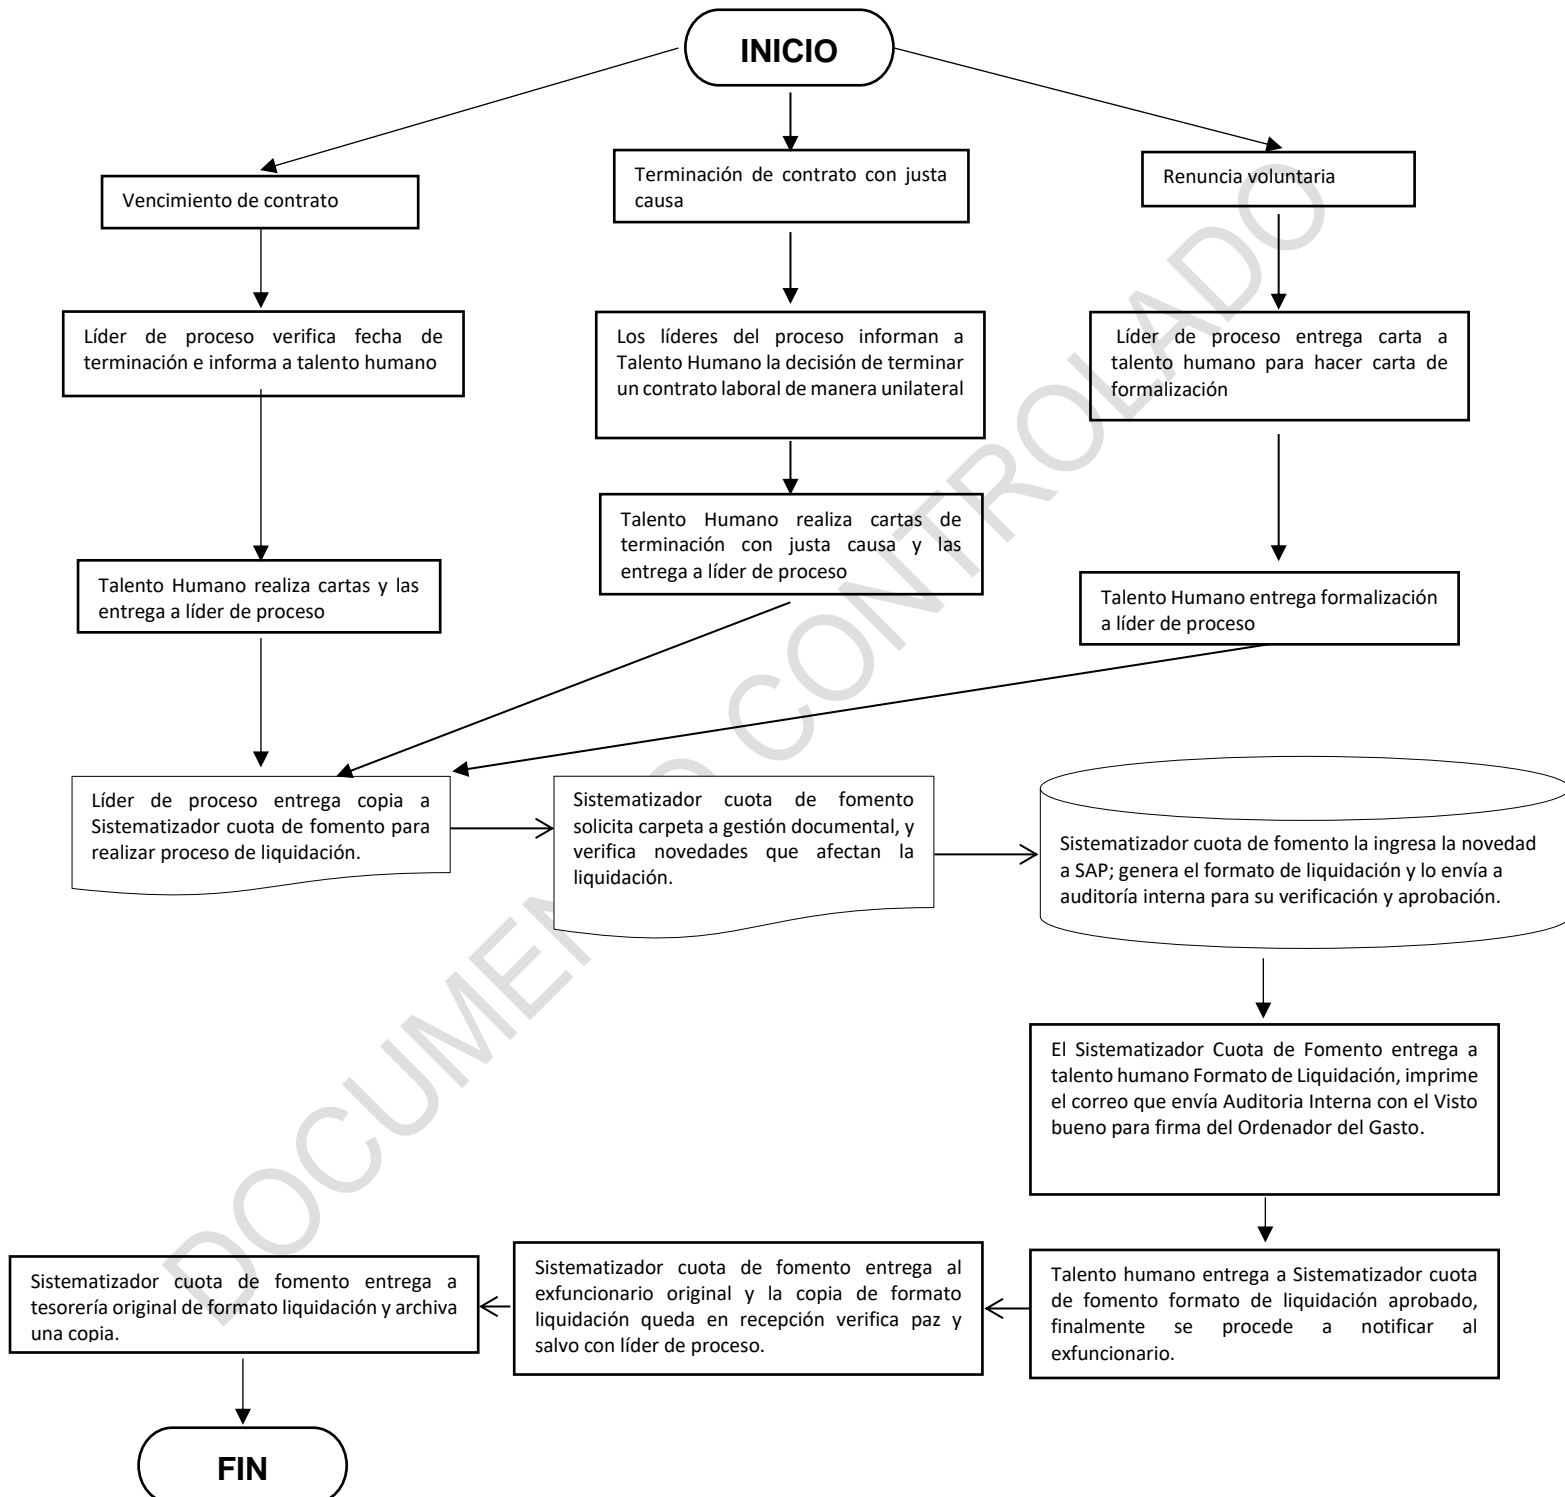 INICIO
Vencimiento de contrato
Terminación de contrato con justa
causa
Renuncia voluntaria
Líder de proceso verifica fecha de
terminación e informa a talento humano
Los líderes del proceso informan a
Talento Humano la decisión de terminar
un contrato laboral de manera unilateral
Líder de proceso entrega carta a
talento humano para hacer carta de
formalización
Talento Humano realiza cartas y las
entrega a líder de proceso
Talento Humano realiza cartas de
terminación con justa causa y las
entrega a líder de proceso
Talento Humano entrega formalización
a líder de proceso
Líder de proceso entrega copia a
Sistematizador cuota de fomento para
realizar proceso de liquidación.
Sistematizador cuota de fomento
solicita carpeta a gestión documental, y
verifica novedades que afectan la
liquidación.
Sistematizador cuota de fomento la ingresa la novedad
a SAP; genera el formato de liquidación y lo envía a
auditoría interna para su verificación y aprobación.
El Sistematizador Cuota de Fomento entrega a
talento humano Formato de Liquidación, imprime
el correo que envía Auditoria Interna con el Visto
bueno para firma del Ordenador del Gasto.
Talento humano entrega a Sistematizador cuota
de fomento formato de liquidación aprobado,
finalmente se procede a notificar al
exfuncionario.
Sistematizador cuota de fomento entrega al
exfuncionario original y la copia de formato
liquidación queda en recepción verifica paz y
salvo con líder de proceso.
Sistematizador cuota de fomento entrega a
tesorería original de formato liquidación y archiva
una copia.
FIN
DOCUMENTO CONTROLADO